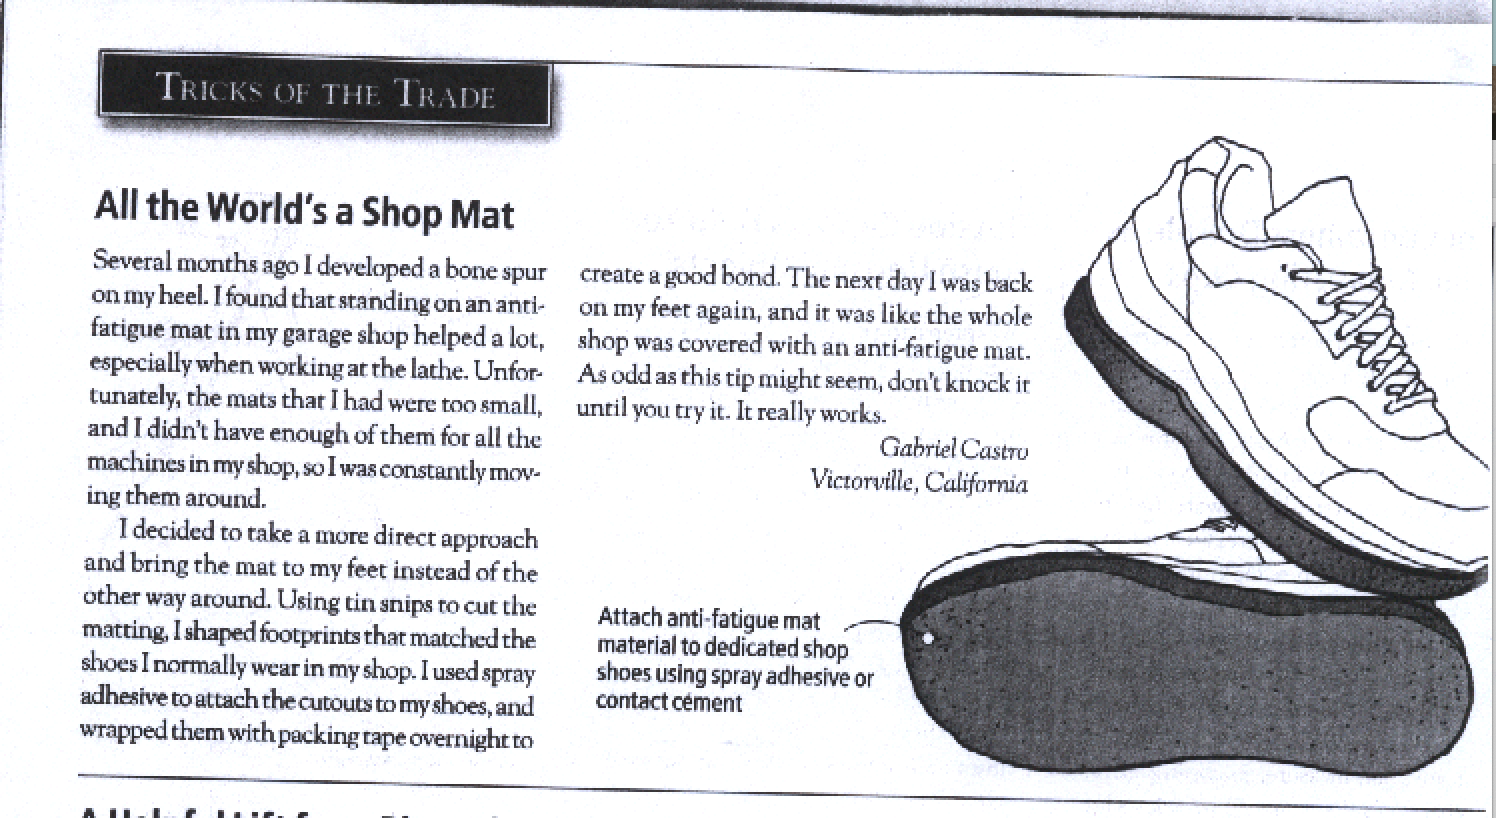 TRICKS OF THE TRADE
All the World's a Shop Mat
Several months ago I developed a bone spur
on my heel. I found that standing on an anti-
fatigue mat in my garage shop helped a lot,
especially when working at the lathe. Unfor-
tunately, the mats that I had were too small,
and I didn't have enough of them for all the
machines in my shop, so I was constantly mov-
ing them around.
I decided to take a more direct approach
and bring the mat to my feet instead of the
other way around. Using tin snips to cut the
matting, I shaped footprints that matched the
shoes I normally wear in my shop. I used spray
adhesive to attach the cutouts to my shoes, and
wrapped them with packing tape overnight to
create a good bond. The next day I was back
on my feet again, and it was like the whole
shop was covered with an anti-fatigue mat.
As odd as this tip might seem, don't knock it
until you try it. It really works.
Gabriel Castro
Victorville, California
Attach anti-fatigue mat
material to dedicated shop
shoes using spray adhesive or
contact cement